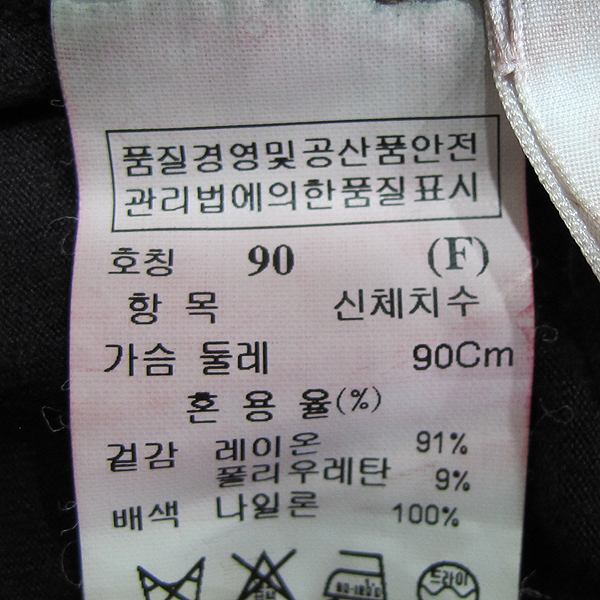 품질경영및공산품안전
관리법에의한품질표시
호칭 90 (F)
항 목 신체치수
가슴 둘레 90Cm
혼 용 율(%)
겉감 레이온 91%
폴리우레탄 9%
배색 나일론 100%
드라이